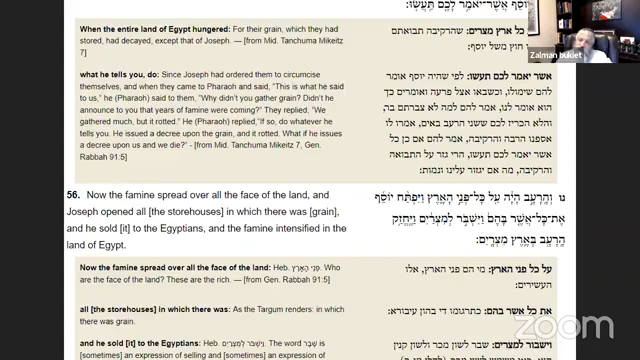 יוֹסֵף אֲשֶׁר־יֹאמַר לָכֶם תַּעֲשׂוּ:
When the entire land of Egypt hungered: For their grain, which they had
stored, had decayed, except that of Joseph. — [from Mid. Tanchuma Mikeitz
7]
כל ארץ מצרים: שהרקיבה תבואתם
חוץ משל יוסף:
what he tells you, do: Since Joseph had ordered them to circumcise
themselves, and when they came to Pharaoh and said, "This is what he said
to us," he (Pharaoh) said to them, "Why didn't you gather grain? Didn't he
announce to you that years of famine were coming?" They replied, "We
gathered much, but it rotted." He (Pharaoh) replied,"If so, do whatever he
tells you. He issued a decree upon the grain, and it rotted. What if he issues
a decree upon us and we die?" - [from Mid. Tanchuma Mikeitz 7, Gen.
Rabbah 91:5]
אשר יאמר לכם תעשו: לפי שהיה יוסף אומר
להם שימולו, וכשבאו אצל פרעה ואומרים כך
הוא אומר לנו, אמר להם למה לא צברתם בר,
והלא הכריז לכם ששני הרעב באים, אמרו לו
אספנו הרבה והרקיבה, אמר להם אם כן כל
אשר יאמר לכם תעשו, הרי גזר על התבואה
והרקיבה, מה אם יגזור עלינו ונמות:
56. Now the famine spread over all the face of the land, and
Joseph opened all [the storehouses] in which there was [grain],
and he sold [it] to the Egyptians, and the famine intensified in the
land of Egypt.
נו וְהָרָעָב הָיָה עַל כָּל־פְּנֵי הָאָרֶץ וַיִּפְתַּח יוֹסֵף
אֶת־כָּל־אֲשֶׁר בָּהֶם וַיִּשְׁבֹּר לְמִצְרַיִם וַיֶּחֱזַק
הָרָעָב בְּאֶרֶץ מִצְרָיִם:
Now the famine spread over all the face of the land: Heb. פְּנֵי הָאָרֶץ. Who
are the face of the land? These are the rich. — [from Gen. Rabbah 91:5]
על כל פני הארץ: מי הם פני הארץ, אלו
העשירים:
all [the storehouses] in which there was: As the Targum renders: in which
there was grain.
את כל אשר בהם: כתרגומו די בהון עיבורא:
and he sold [it] to the Egyptians: Heb. וַיִּשְׁבֹּר לְמִצְרַיִם. The word שֶׁבֶר is
[sometimes] an expression of selling and [sometimes] an expression of
וישבור למצרים: שבר לשון מכר ולשון קנין
Zalman bukiet
zoom